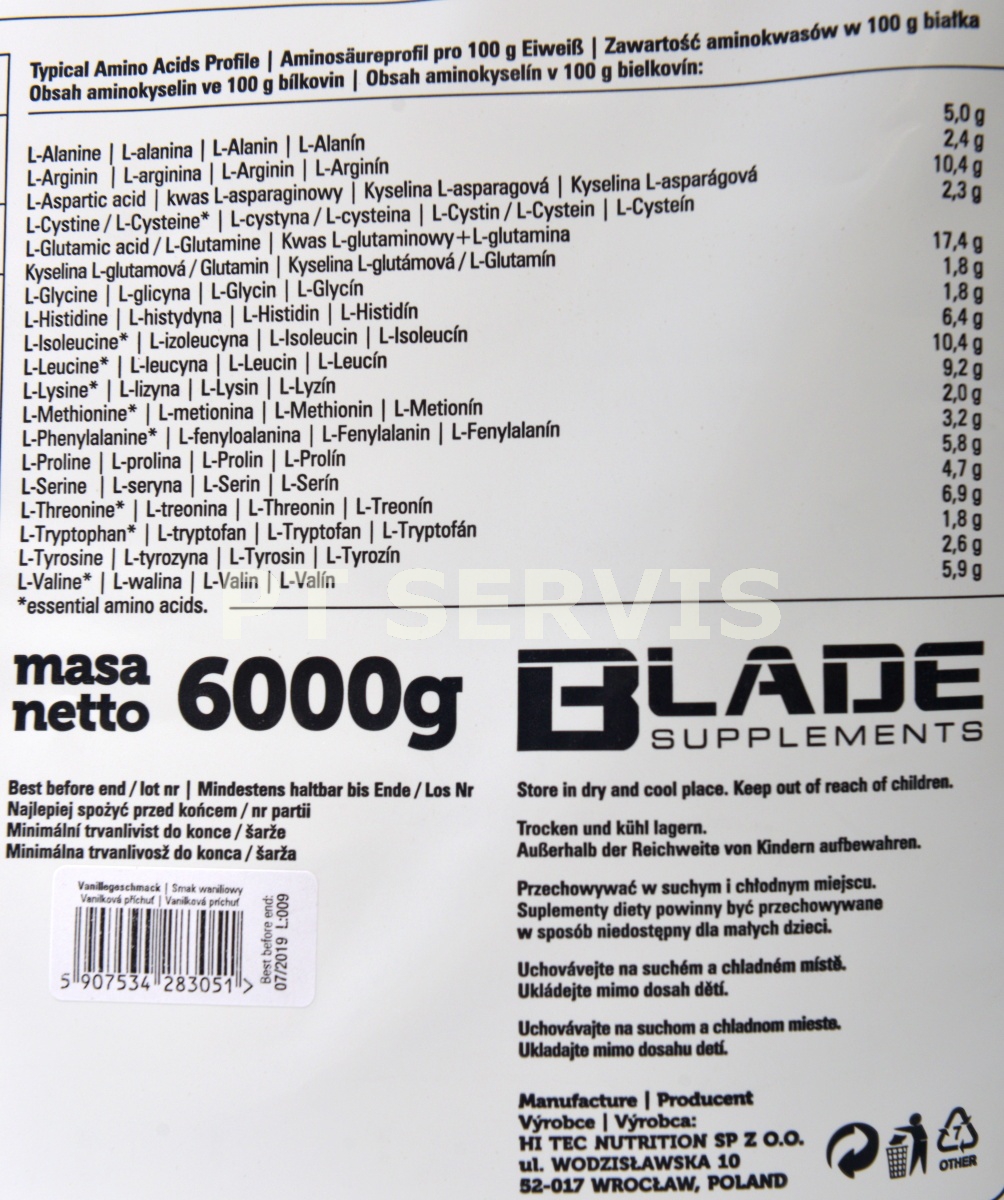 Typical Amino Acids Profile | Aminosäureprofil pro 100 g Eiweiß | Zawartość aminokwasów w 100 g białka
Obsah aminokyselin ve 100 g bílkovin | Obsah aminokyselín v 100 g bielkovín:
L-Alanine | L-alanina | L-Alanin | L-Alanín 5,0 g
L-Arginin | L-arginina | L-Arginin | L-Arginín 2,4 g
L-Aspartic acid | kwas L-asparaginowy | Kyselina L-asparagová | Kyselina L-asparágová 10,4 g
L-Cystine / L-Cysteine* | L-cystyna / L-cysteina | L-Cystin / L-Cystein | L-Cysteín 2,3 g
L-Glutamic acid / L-Glutamine | Kwas L-glutaminowy+L-glutamina
Kyselina L-glutamová / Glutamin | Kyselina L-glutámová / L-Glutamín 17,4 g
L-Glycine | L-glicyna | L-Glycin | L-Glycín 1,8 g
L-Histidine | L-histydyna | L-Histidin | L-Histidín 1,8 g
L-Isoleucine* | L-izoleucyna | L-Isoleucin | L-Isoleucín 6,4 g
L-Leucine* | L-leucyna | L-Leucin | L-Leucín 10,4 g
L-Lysine* | L-lizyna | L-Lysin | L-Lyzín 9,2 g
L-Methionine* | L-metionina | L-Methionin | L-Metionín 2,0 g
L-Phenylalanine* | L-fenyloalanina | L-Fenylalanin | L-Fenylalanín 3,2 g
L-Proline | L-prolina | L-Prolin | L-Prolín 5,8 g
L-Serine | L-seryna | L-Serin | L-Serín 4,7 g
L-Threonine* | L-treonina | L-Threonin | L-Treonín 6,9 g
L-Tryptophan* | L-tryptofan | L-Tryptofan | L-Tryptofán 1,8 g
L-Tyrosine | L-tyrozyna | L-Tyrosin | L-Tyrozín 2,6 g
L-Valine* | L-walina | L-Valin | L-Valín 5,9 g
*essential amino acids.
PT SERVIS
masa
netto 6000g
BLADE
SUPPLEMENTS
Best before end / lot nr | Mindestens haltbar bis Ende / Los Nr
Najlepiej spożyć przed końcem / nr partii
Minimální trvanlivist do konce / šarže
Minimálna trvanlivosž do konca / šarža
Vanillegeschmack | Smak waniliowy
Vanilková příchuť | Vanilková príchuť
5 907534 283051 >
Best before end:
07/2019 L:009
Store in dry and cool place. Keep out of reach of children.
Trocken und kühl lagern.
Außerhalb der Reichweite von Kindern aufbewahren.
Przechowywać w suchym i chłodnym miejscu.
Suplementy diety powinny być przechowywane
w sposób niedostępny dla małych dzieci.
Uchovávejte na suchém a chladném místě.
Ukládejte mimo dosah dětí.
Uchovávajte na suchom a chladnom mieste.
Ukladajte mimo dosahu detí.
Manufacture | Producent
Výrobce | Výrobca:
HI TEC NUTRITION SP Z O.O.
ul. WODZISŁAWSKA 10
52-017 WROCŁAW, POLAND
7
OTHER